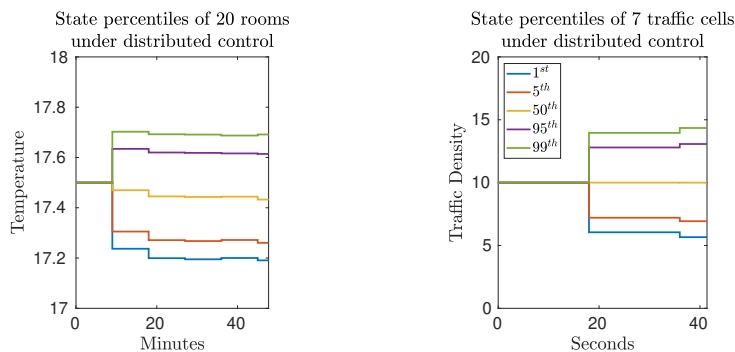 State percentiles of 20 rooms
under distributed control
18
17.8
17.6
17.4
17.2
17
0
20
40
Temperature
Minutes
State percentiles of 7 traffic cells
under distributed control
20
15
10
5
0
0
20
40
Traffic Density
Seconds
1st
5th
50th
95th
99th